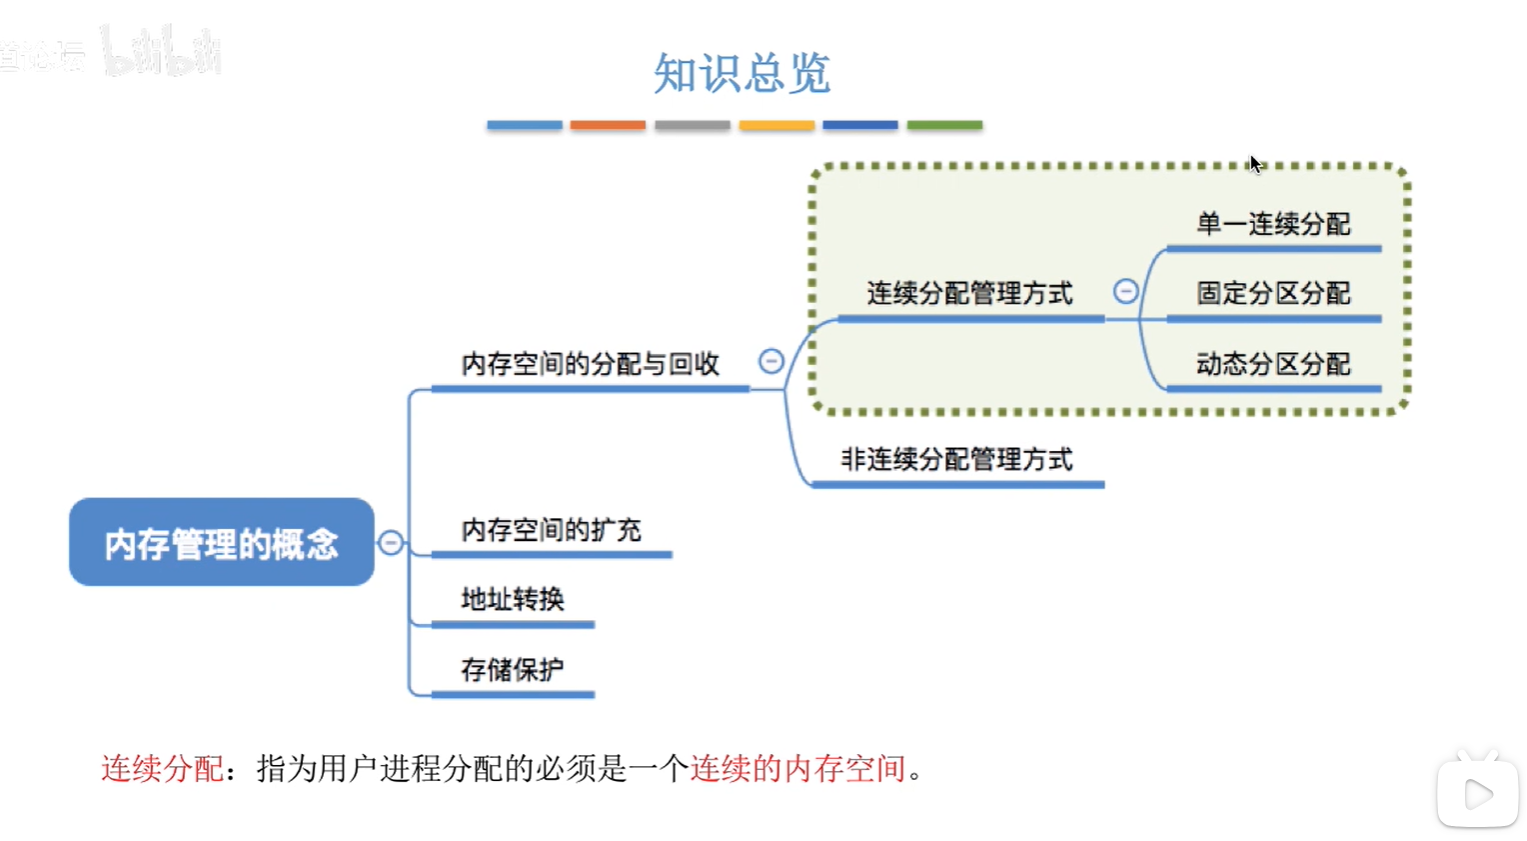 道论坛 bilibili
知识总览
单一连续分配
连续分配管理方式
固定分区分配
内存空间的分配与回收
动态分区分配
非连续分配管理方式
内存空间的扩充
内存管理的概念
地址转换
存储保护
连续分配：指为用户进程分配的必须是一个连续的内存空间。